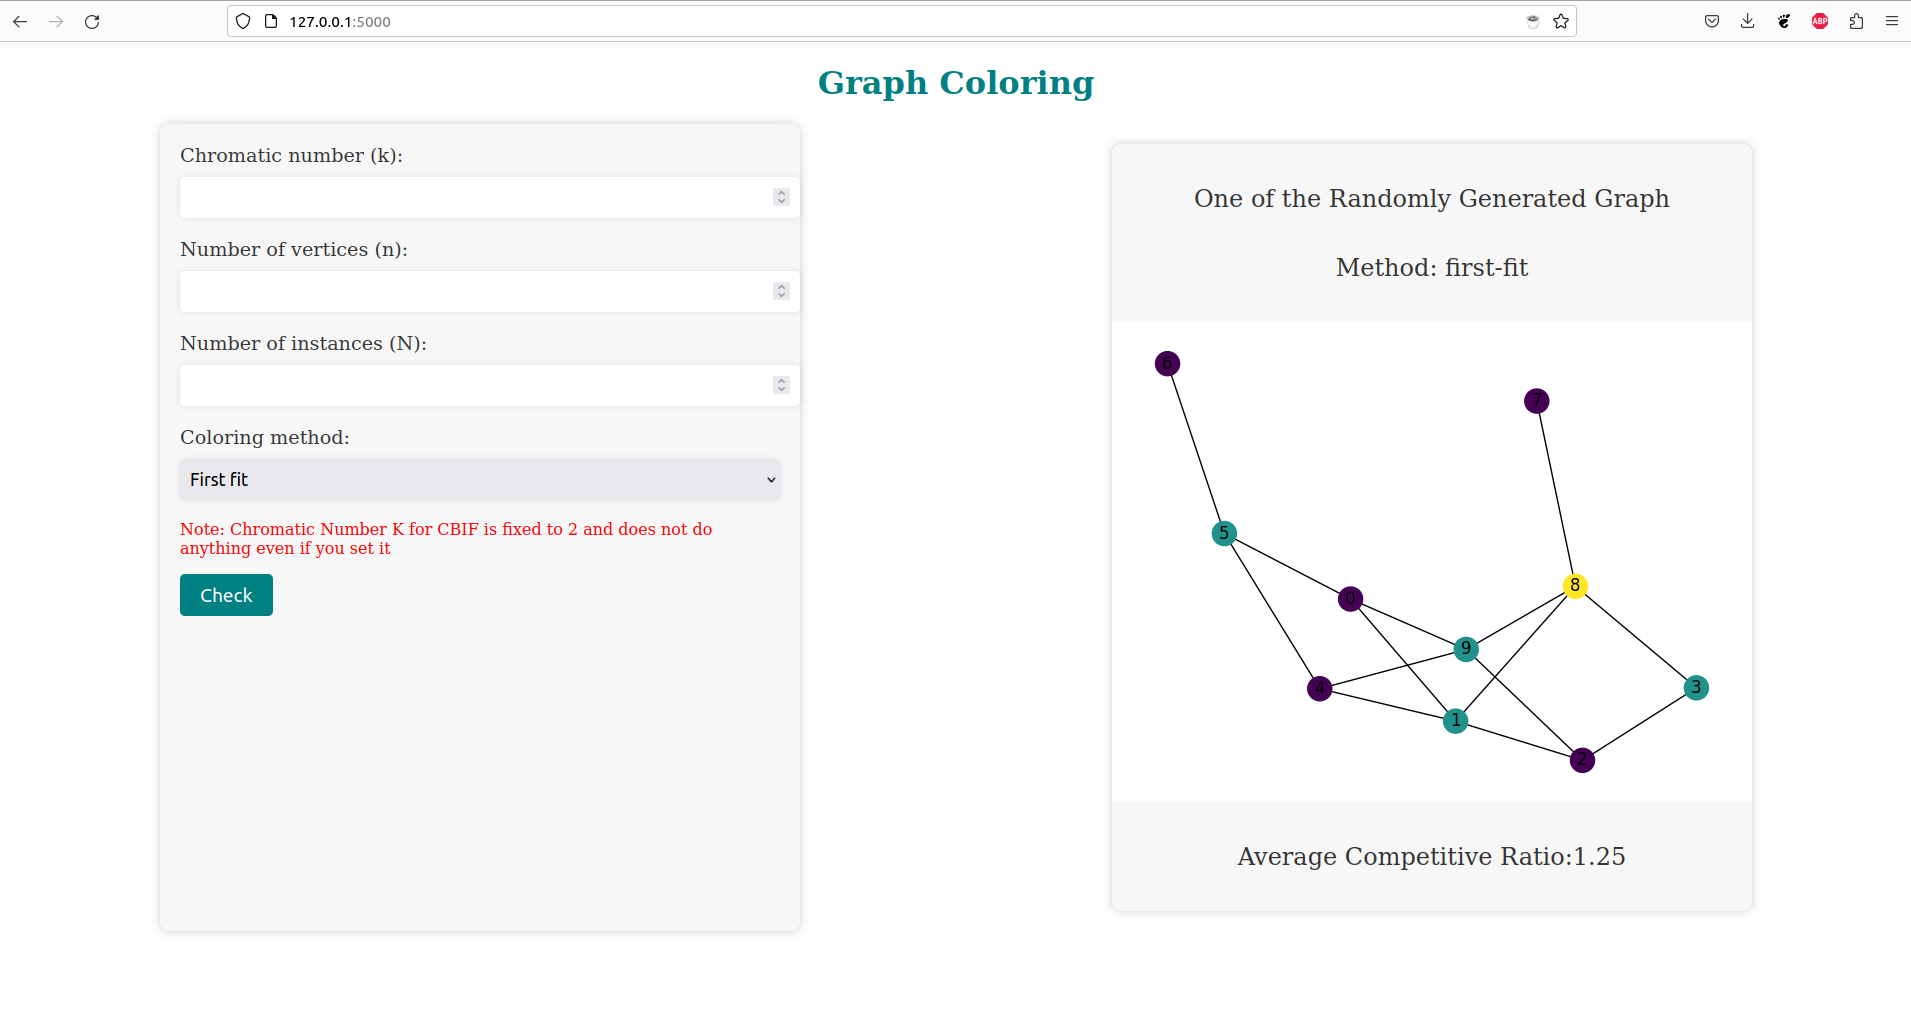 127.0.0.1:5000
ABP
Graph Coloring
Chromatic number (k):
Number of vertices (n):
Number of instances (N):
Coloring method:
First fit
Note: Chromatic Number K for CBIF is fixed to 2 and does not do
anything even if you set it
Check
One of the Randomly Generated Graph
Method: first-fit
6
7
5
8
0
9
4
3
1
2
Average Competitive Ratio:1.25